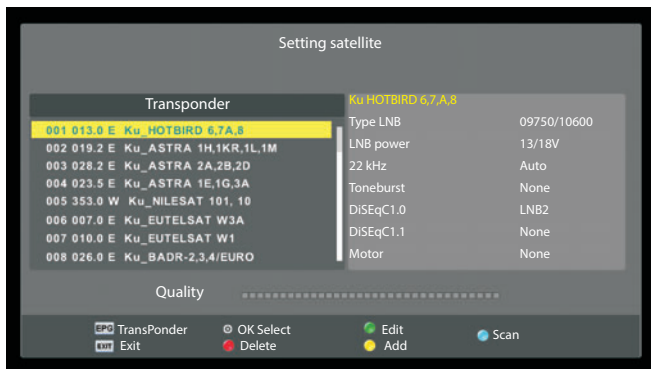 Setting satellite
Transponder
001 013.0 E Ku_HOTBIRD 6,7A,8
002 019.2 E Ku_ASTRA 1H,1KR,1L,1M
003 028.2 E Ku_ASTRA 2A,2B,2D
004 023.5 E Ku_ASTRA 1E,1G,3A
005 353.0 W Ku_NILESAT 101, 10
006 007.0 E Ku_EUTELSAT W3A
007 010.0 E Ku_EUTELSAT W1
008 026.0 E Ku_BADR-2,3,4/EURO
Ku HOTBIRD 6,7,A,8
Type LNB 09750/10600
LNB power 13/18V
22 kHz Auto
Toneburst None
DiSEqC1.0 LNB2
DiSEqC1.1 None
Motor None
Quality
EPG TransPonder OK Select Edit Scan
EXIT Exit Delete Add